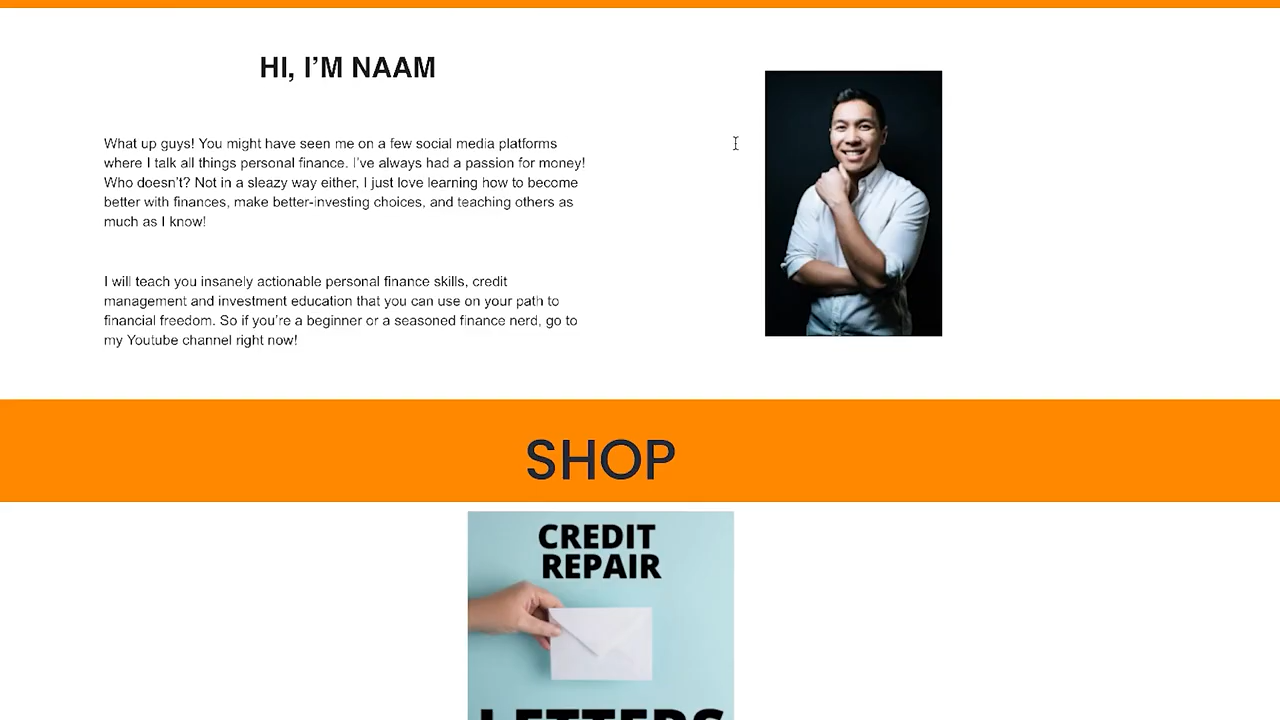 HI, I’M NAAM
What up guys! You might have seen me on a few social media platforms
where I talk all things personal finance. I’ve always had a passion for money!
Who doesn’t? Not in a sleazy way either, I just love learning how to become
better with finances, make better-investing choices, and teaching others as
much as I know!
I will teach you insanely actionable personal finance skills, credit
management and investment education that you can use on your path to
financial freedom. So if you’re a beginner or a seasoned finance nerd, go to
my Youtube channel right now!
SHOP
CREDIT
REPAIR
LETTERS